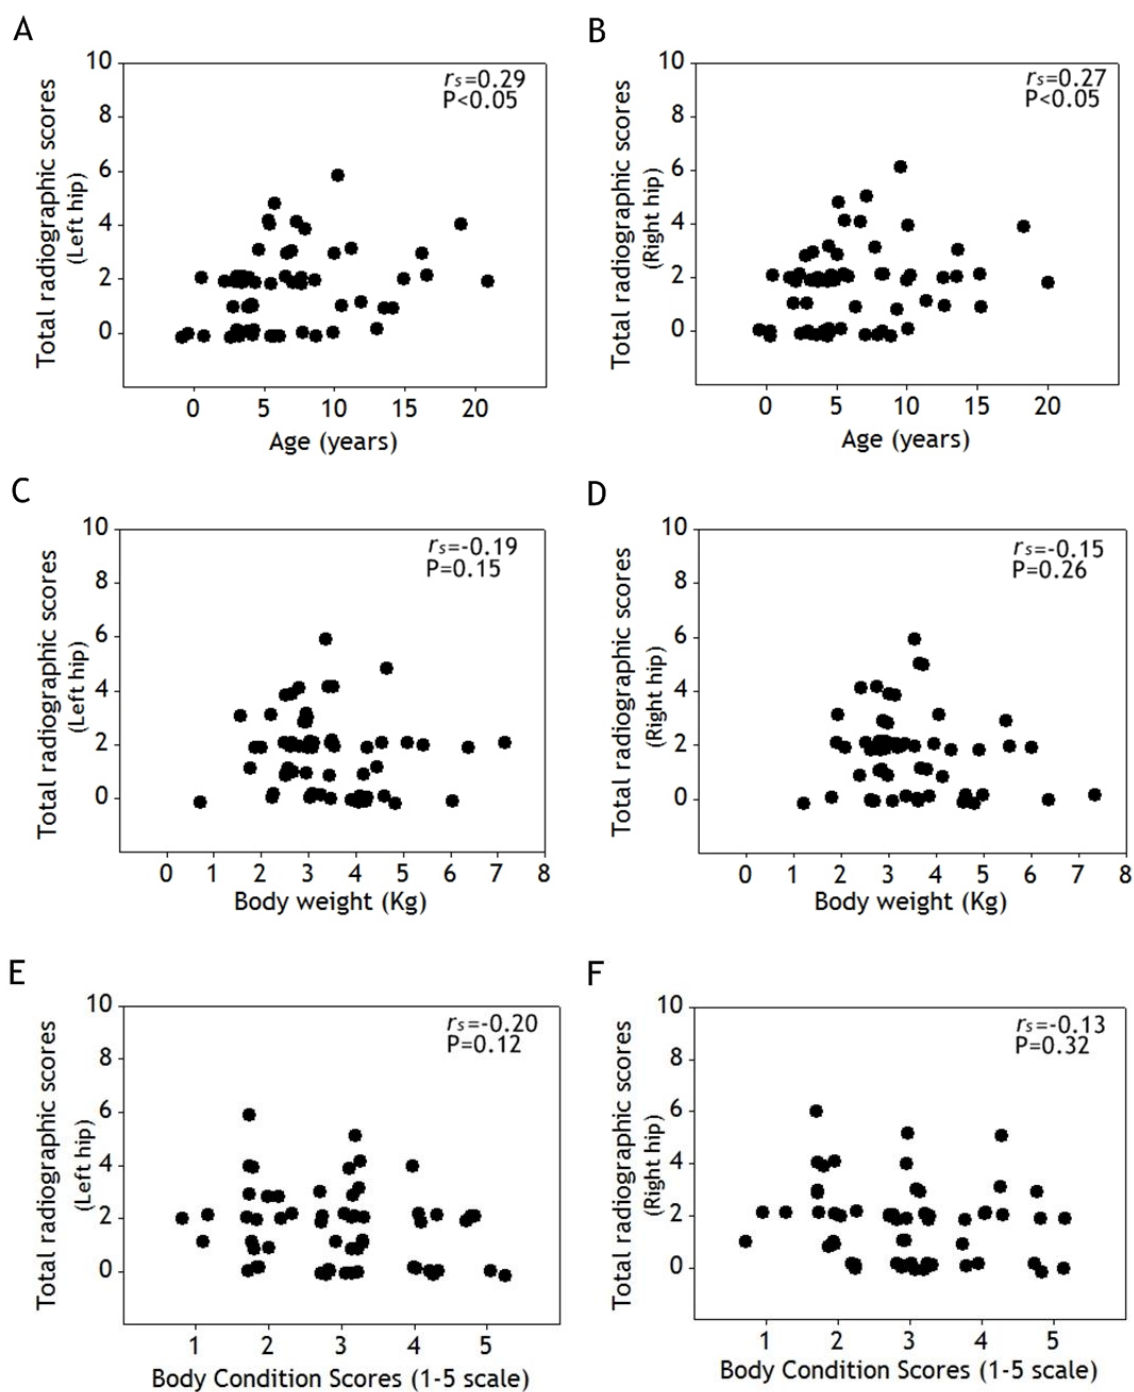 A
Total radiographic scores
(Left hip)
10
8
6
4
2
0
rs=0.29
P<0.05
0 5 10 15 20
Age (years)
B
Total radiographic scores
(Right hip)
10
8
6
4
2
0
rs=0.27
P<0.05
0 5 10 15 20
Age (years)
C
Total radiographic scores
(Left hip)
10
8
6
4
2
0
rs=-0.19
P=0.15
0 1 2 3 4 5 6 7 8
Body weight (Kg)
D
Total radiographic scores
(Right hip)
10
8
6
4
2
0
rs=-0.15
P=0.26
0 1 2 3 4 5 6 7 8
Body weight (Kg)
E
Total radiographic scores
(Left hip)
10
8
6
4
2
0
rs=-0.20
P=0.12
1 2 3 4 5
Body Condition Scores (1-5 scale)
F
Total radiographic scores
(Right hip)
10
8
6
4
2
0
rs=-0.13
P=0.32
1 2 3 4 5
Body Condition Scores (1-5 scale)